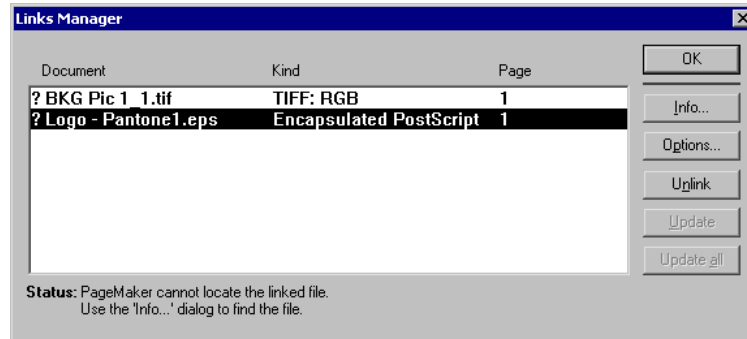 Links Manager
Document Kind Page
? BKG Pic 1_1.tif TIFF: RGB 1
? Logo - Pantone1.eps Encapsulated PostScript 1
OK
Info...
Options...
Unlink
Update
Update all
Status: PageMaker cannot locate the linked file.
Use the 'Info...' dialog to find the file.